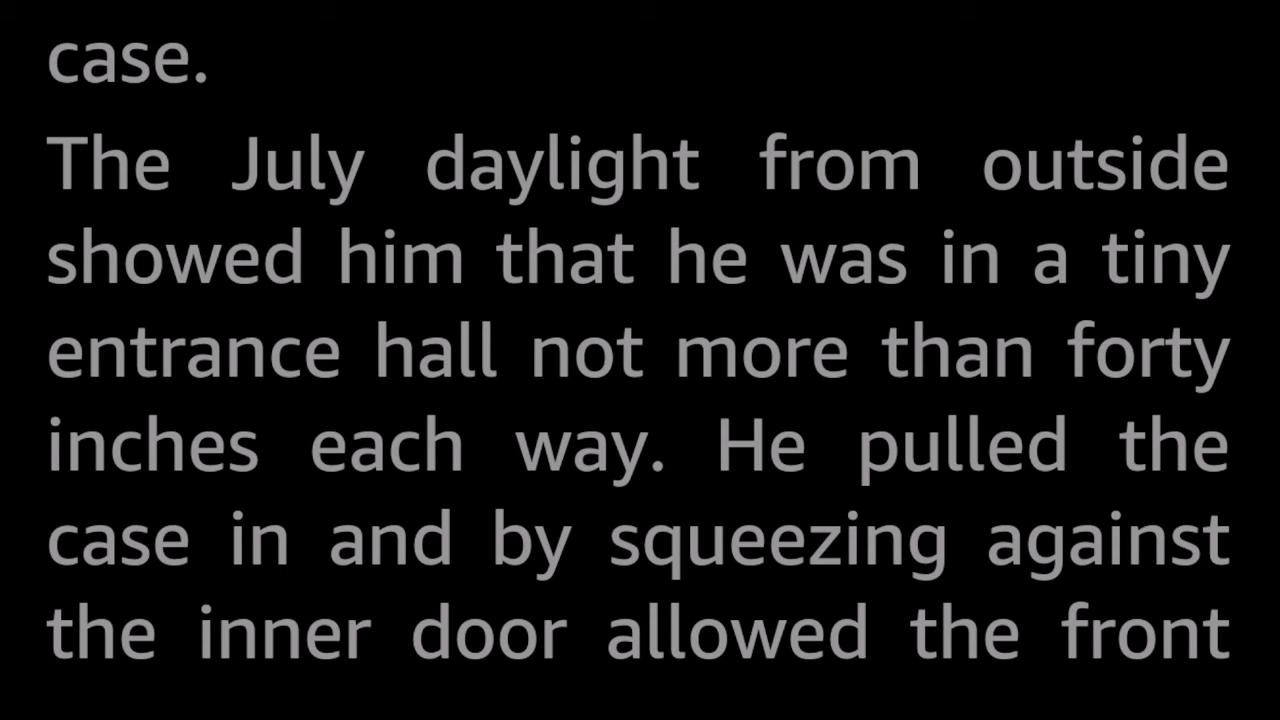 case.
The July daylight from outside
showed him that he was in a tiny
entrance hall not more than forty
inches each way. He pulled the
case in and by squeezing against
the inner door allowed the front